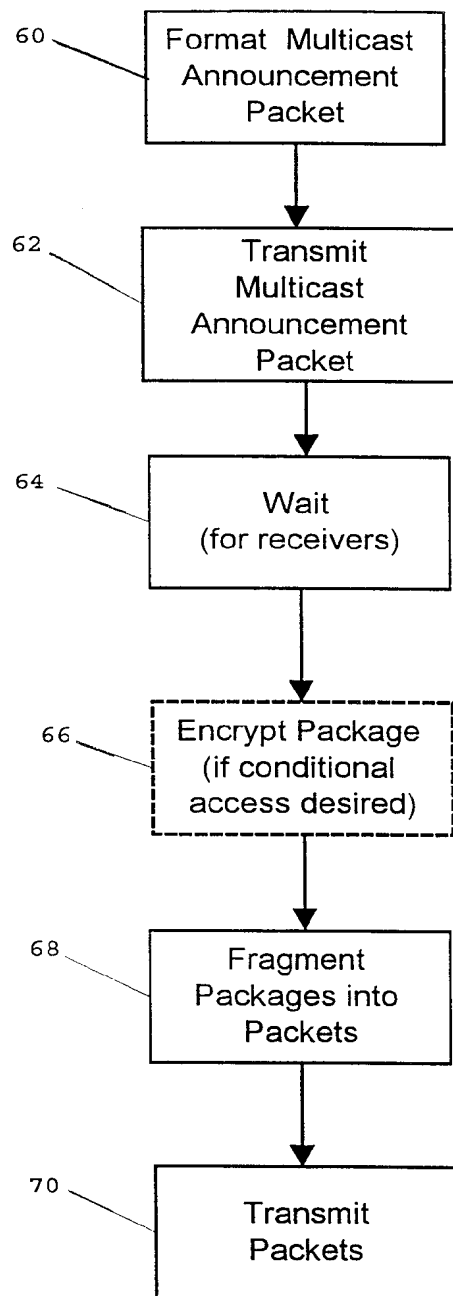 60
Format Multicast
Announcement
Packet
62
Transmit
Multicast
Announcement
Packet
64
Wait
(for receivers)
66
Encrypt Package
(if conditional
access desired)
68
Fragment
Packages into
Packets
70
Transmit
Packets